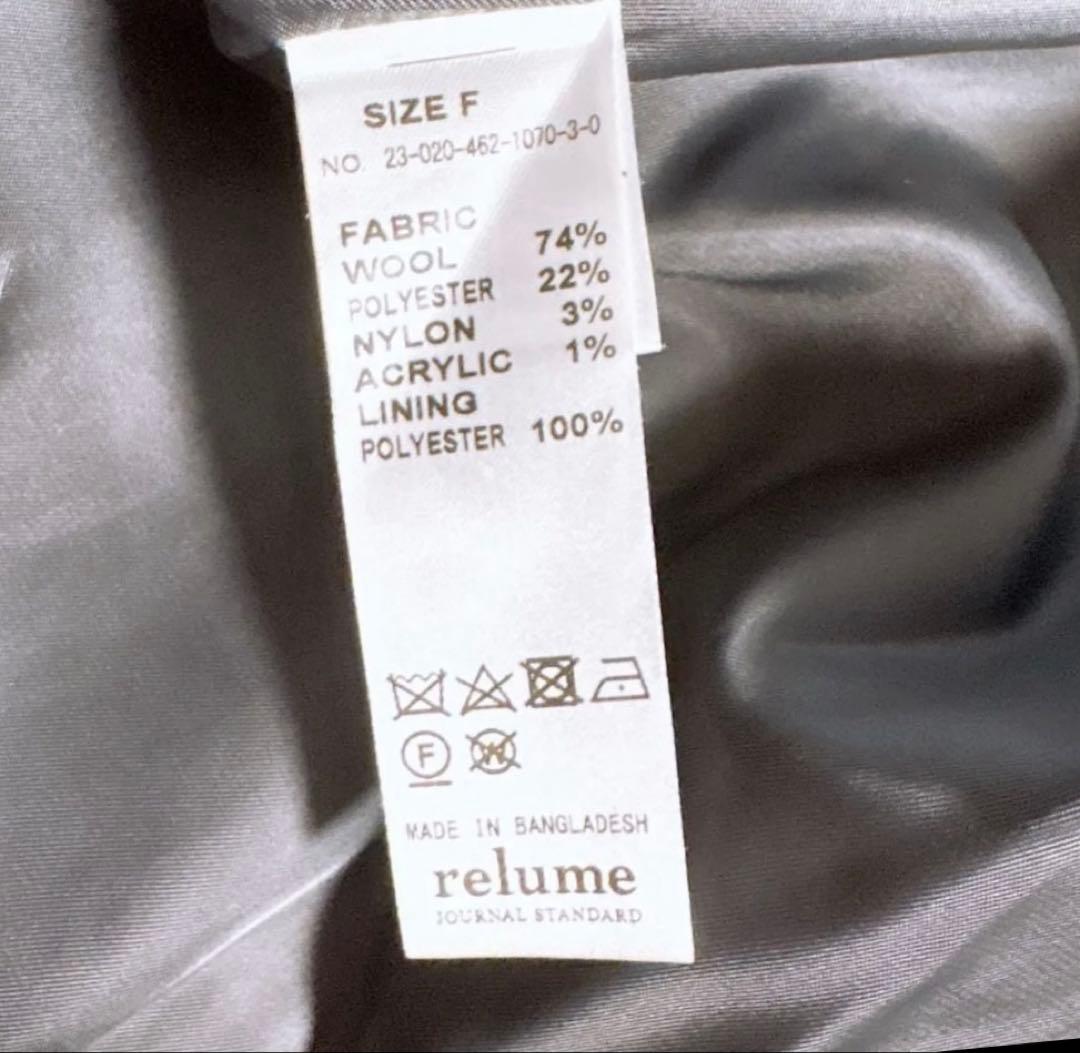 SIZE F
NO. 23-020-462-1070-3-0
FABRIC
WOOL 74%
POLYESTER 22%
NYLON 3%
ACRYLIC 1%
LINING
POLYESTER 100%
F
W
MADE IN BANGLADESH
relume
JOURNAL STANDARD